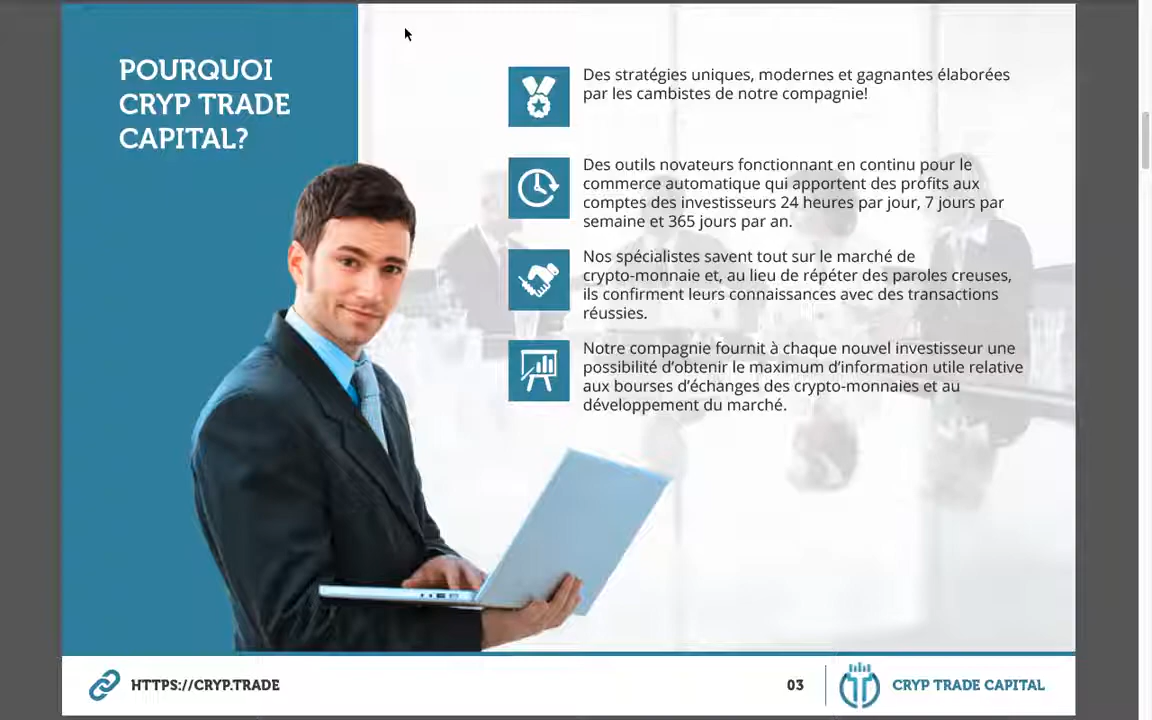 POURQUOI
CRYP TRADE
CAPITAL?
Des stratégies uniques, modernes et gagnantes élaborées
par les cambistes de notre compagnie!
Des outils novateurs fonctionnant en continu pour le
commerce automatique qui apportent des profits aux
comptes des investisseurs 24 heures par jour, 7 jours par
semaine et 365 jours par an.
Nos spécialistes savent tout sur le marché de
crypto-monnaie et, au lieu de répéter des paroles creuses,
ils confirment leurs connaissances avec des transactions
réussies.
Notre compagnie fournit à chaque nouvel investisseur une
possibilité d’obtenir le maximum d’information utile relative
aux bourses d’échanges des crypto-monnaies et au
développement du marché.
HTTPS://CRYP.TRADE
03
CRYP TRADE CAPITAL